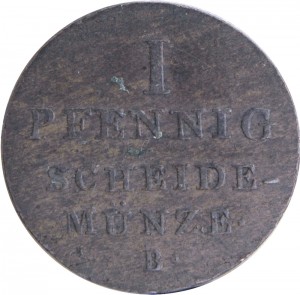 1
PFENNIG
SCHEIDE-
MÜNZE
B